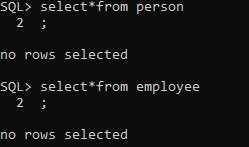 SQL> select*from person
  2  ;
no rows selected
SQL> select*from employee
  2  ;
no rows selected